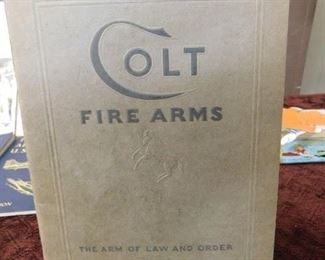 COLT
FIRE ARMS
THE ARM OF LAW AND ORDER